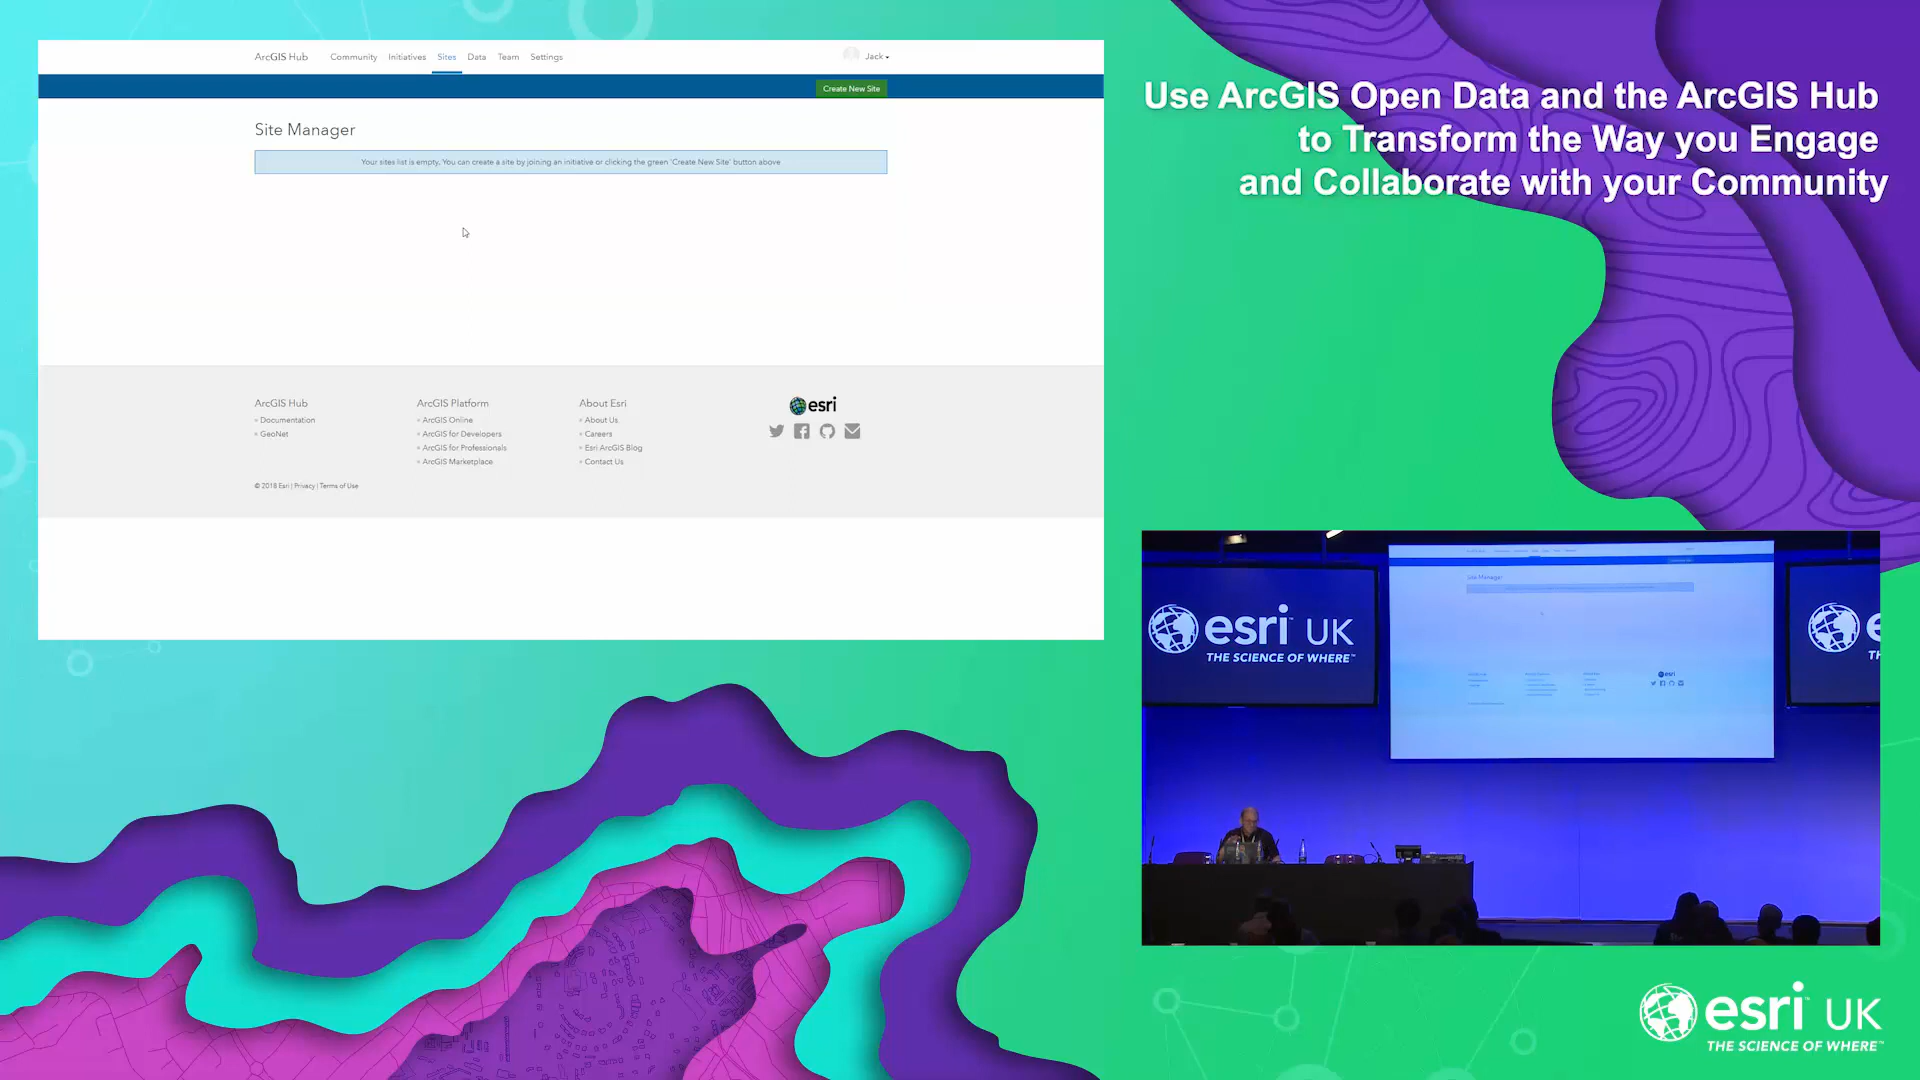 ArcGIS Hub Community Initiatives Sites Data Team Settings Jack
Create New Site
Site Manager
Your sites list is empty. You can create a site by joining an initiative or clicking the green 'Create New Site' button above
ArcGIS Hub
Documentation
GeoNet
ArcGIS Platform
ArcGIS Online
ArcGIS for Developers
ArcGIS for Professionals
ArcGIS Marketplace
About Esri
About Us
Careers
Esri ArcGIS Blog
Contact Us
esri
© 2018 Esri | Privacy | Terms of Use
Use ArcGIS Open Data and the ArcGIS Hub
to Transform the Way you Engage
and Collaborate with your Community
esri UK
THE SCIENCE OF WHERE™
Site Manager
esri
esri UK
THE SCIENCE OF WHERE™